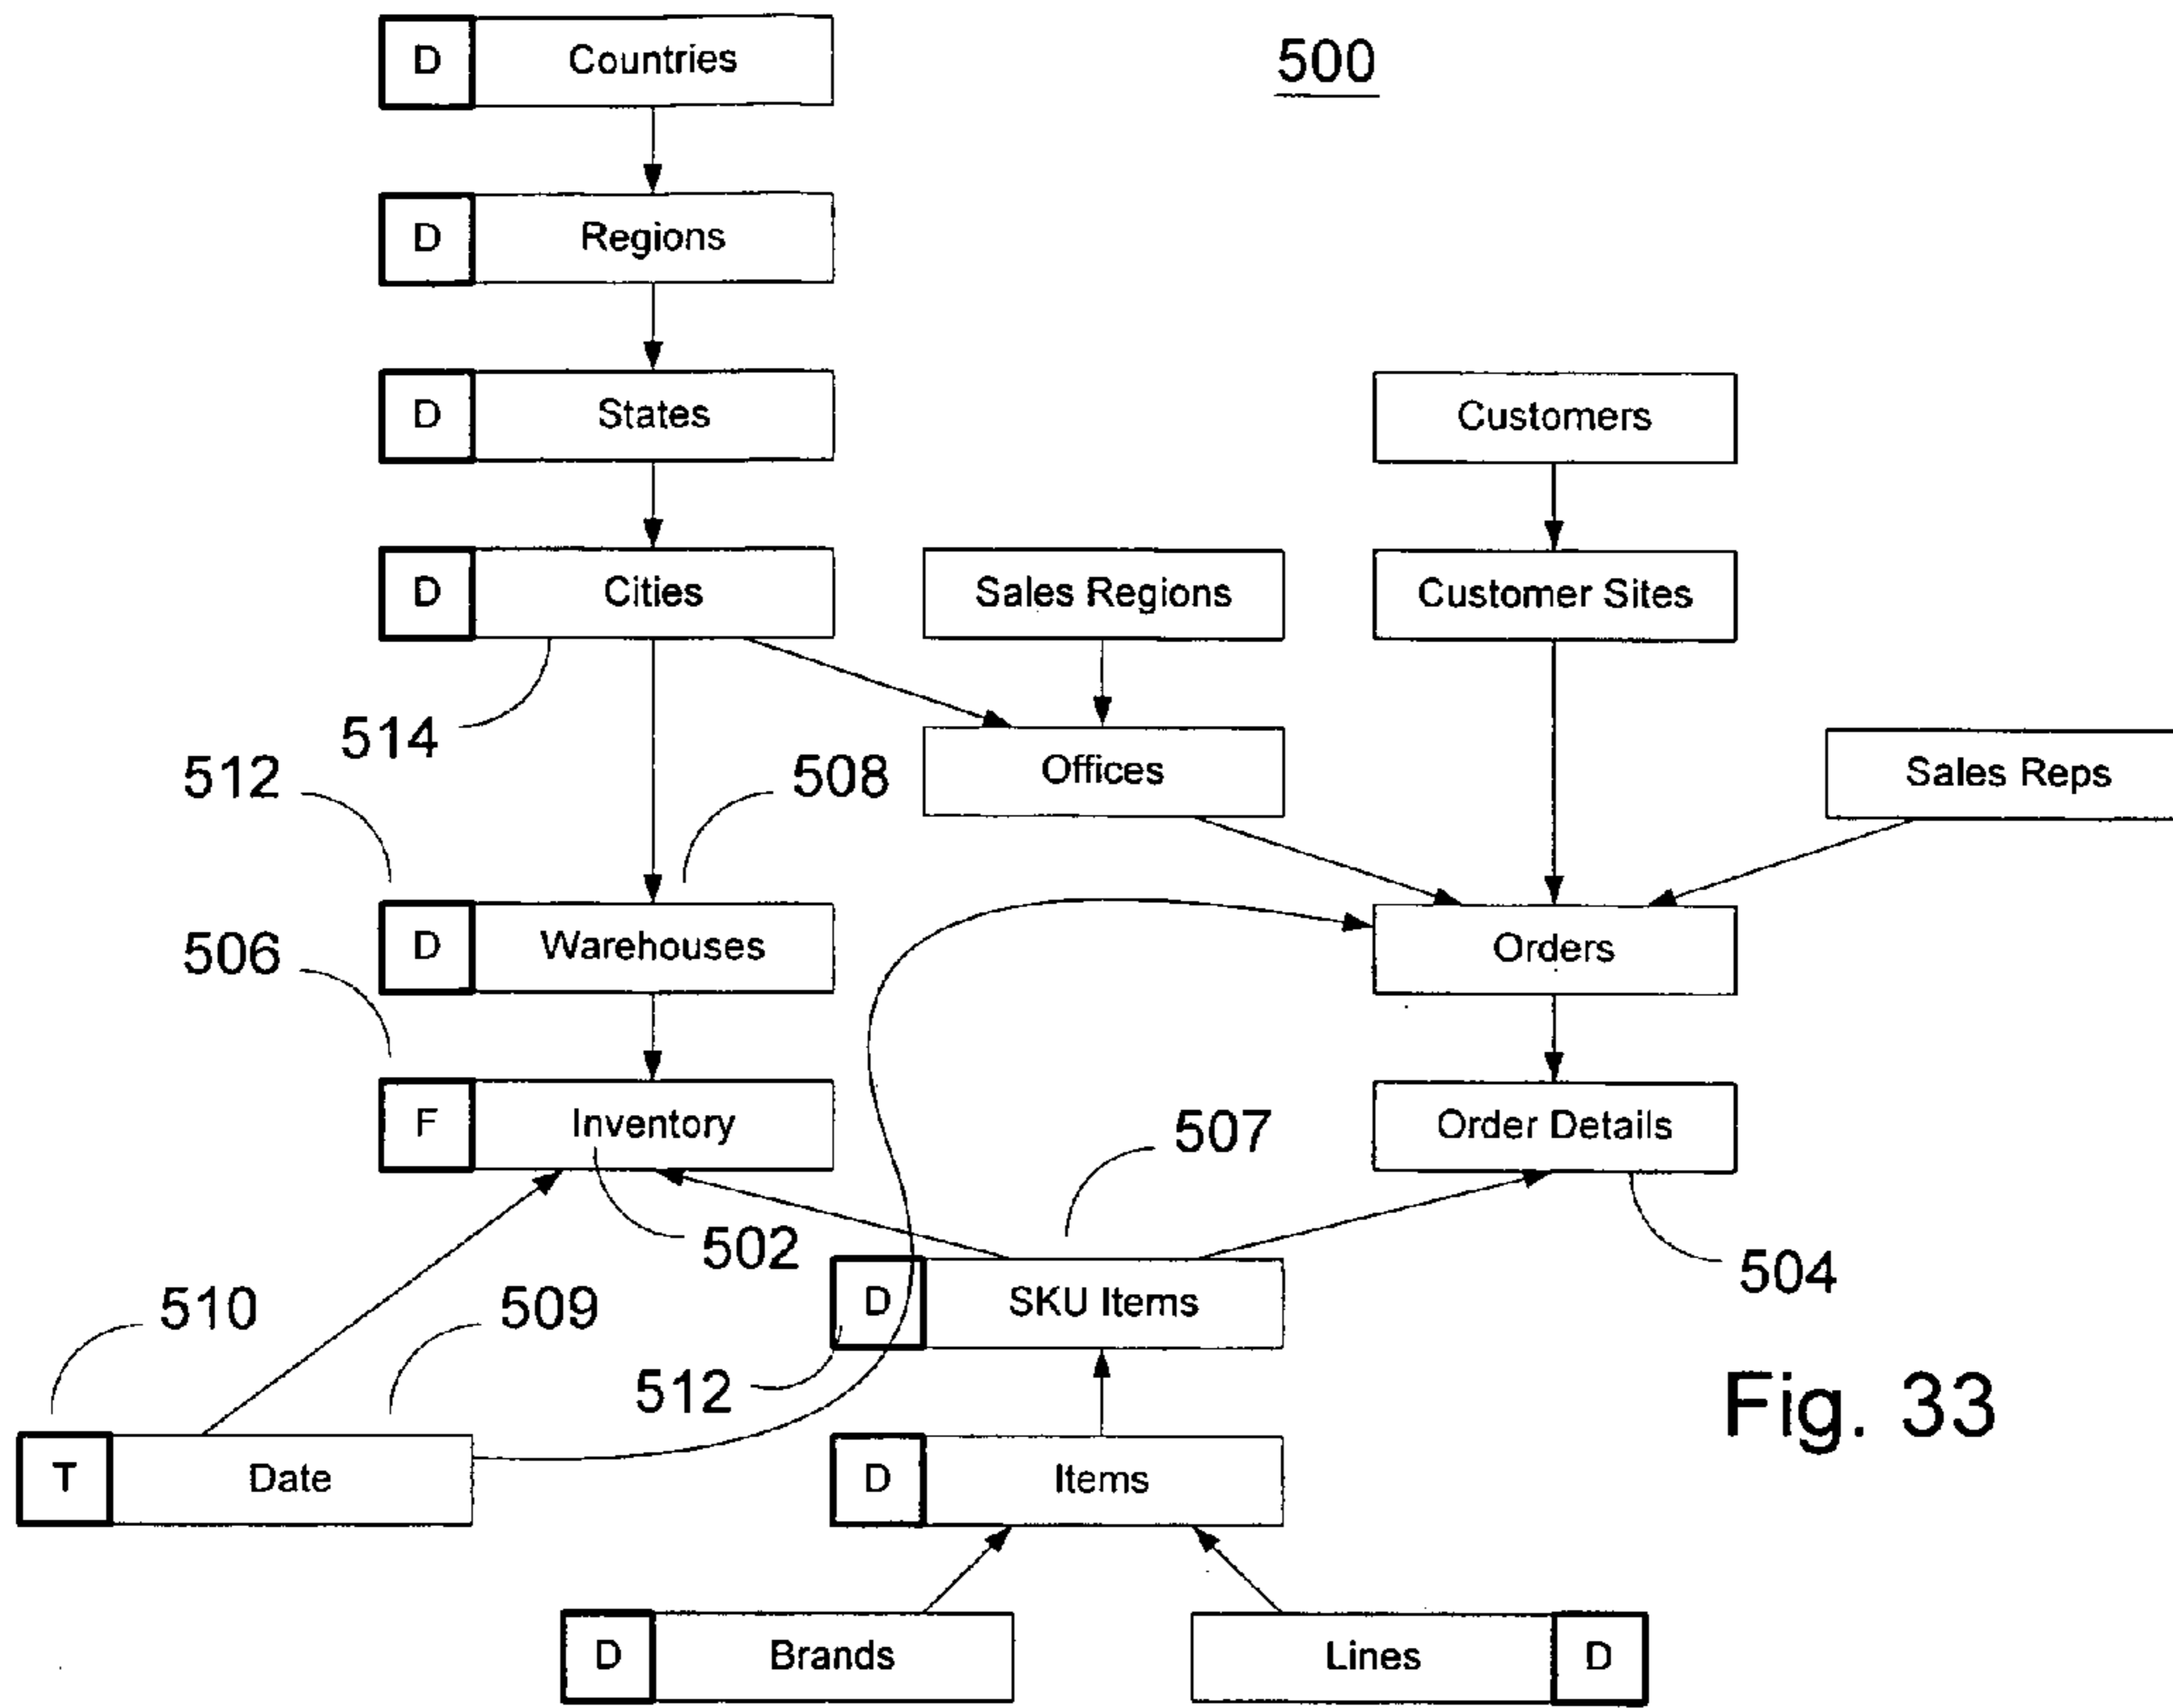 D Countries
500
D Regions
D States
Customers
D Cities
Sales Regions
Customer Sites
514
512
508
Offices
Sales Reps
506
D Warehouses
Orders
F Inventory
507
Order Details
502
504
510
509
D SKU Items
512
Fig. 33
T Date
D Items
D Brands
Lines D